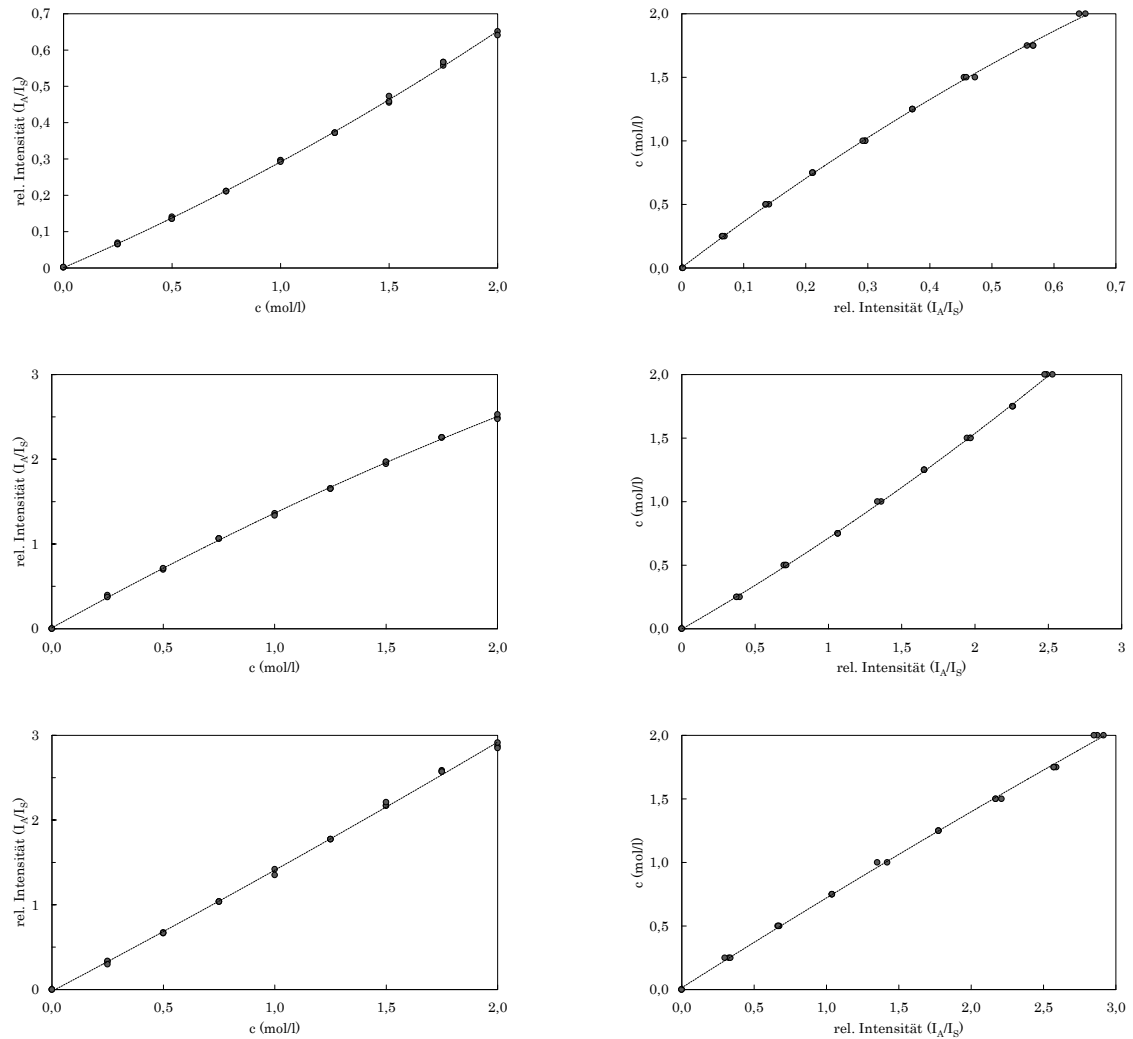 0,7
0,6
0,5
0,4
0,3
0,2
0,1
0
rel. Intensität (I_A/I_S)
0,0 0,5 1,0 1,5 2,0
c (mol/l)
2,0
1,5
1,0
0,5
0,0
c (mol/l)
0 0,1 0,2 0,3 0,4 0,5 0,6 0,7
rel. Intensität (I_A/I_S)
3
2
1
0
rel. Intensität (I_A/I_S)
0,0 0,5 1,0 1,5 2,0
c (mol/l)
2,0
1,5
1,0
0,5
0,0
c (mol/l)
0 0,5 1 1,5 2 2,5 3
rel. Intensität (I_A/I_S)
3
2
1
0
rel. Intensität (I_A/I_S)
0,0 0,5 1,0 1,5 2,0
c (mol/l)
2,0
1,5
1,0
0,5
0,0
c (mol/l)
0,0 0,5 1,0 1,5 2,0 2,5 3,0
rel. Intensität (I_A/I_S)